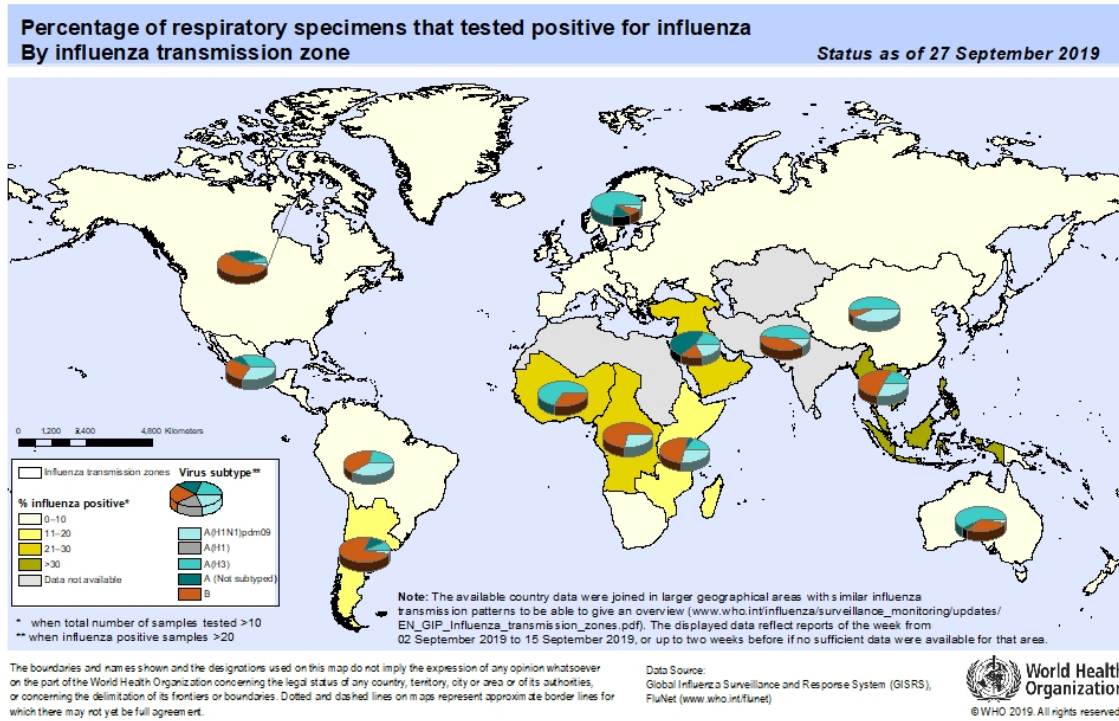 Percentage of respiratory specimens that tested positive for influenza
By influenza transmission zone
Status as of 27 September 2019
0 1,200 2,400 4,800 Kilometers
Influenza transmission zones
Virus subtype**
% influenza positive*
0–10
11–20
21–30
>30
Data not available
A(H1N1)pdm09
A(H1)
A(H3)
A (Not subtyped)
B
* when total number of samples tested >10
** when influenza positive samples >20
Note: The available country data were joined in larger geographical areas with similar influenza
transmission patterns to be able to give an overview (www.who.int/influenza/surveillance_monitoring/updates/
EN_GIP_Influenza_transmission_zones.pdf). The displayed data reflect reports of the week from
02 September 2019 to 15 September 2019, or up to two weeks before if no sufficient data were available for that area.
The boundaries and names shown and the designations used on this map do not imply the expression of any opinion whatsoever
on the part of the World Health Organization concerning the legal status of any country, territory, city or area or of its authorities,
or concerning the delimitation of its frontiers or boundaries. Dotted and dashed lines on maps represent approximate border lines for
which there may not yet be full agreement.
Data Source:
Global Influenza Surveillance and Response System (GISRS),
FluNet (www.who.int/flunet)
World Health
Organization
© WHO 2019. All rights reserved.